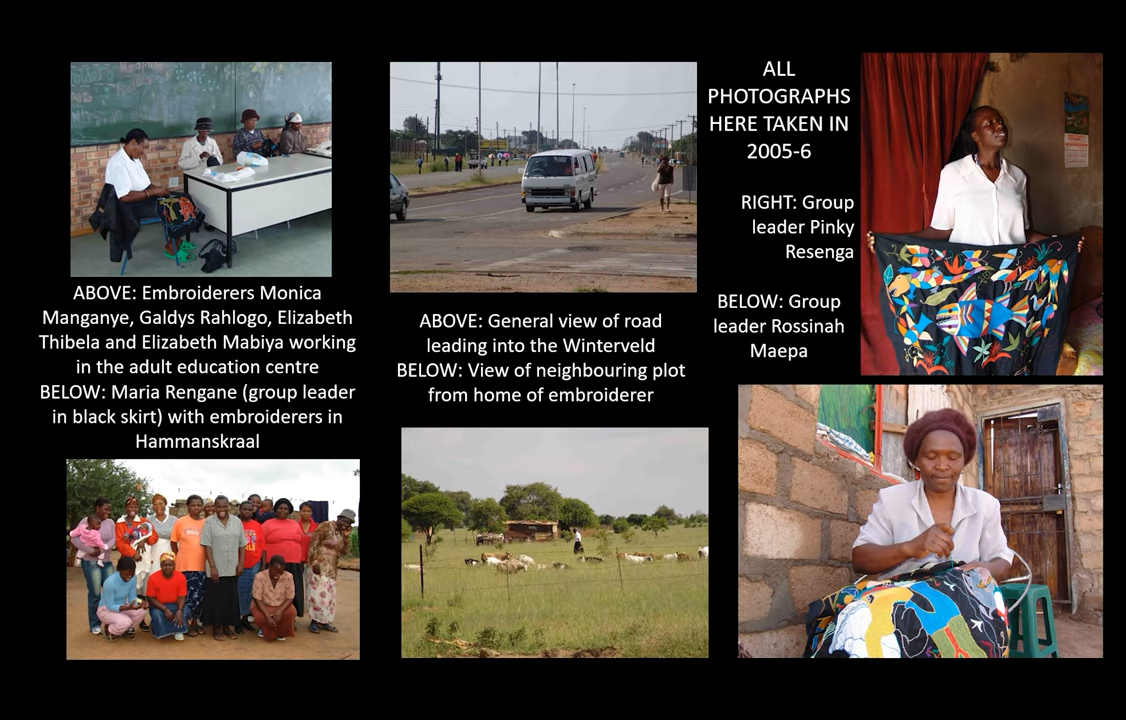 ABOVE: Embroiderers Monica
Manganye, Galdys Rahlogo, Elizabeth
Thibela and Elizabeth Mabiya working
in the adult education centre
BELOW: Maria Rengane (group leader
in black skirt) with embroiderers in
Hammanskraal
ABOVE: General view of road
leading into the Winterveld
BELOW: View of neighbouring plot
from home of embroiderer
ALL
PHOTOGRAPHS
HERE TAKEN IN
2005-6
RIGHT: Group
leader Pinky
Resenga
BELOW: Group
leader Rossinah
Maepa